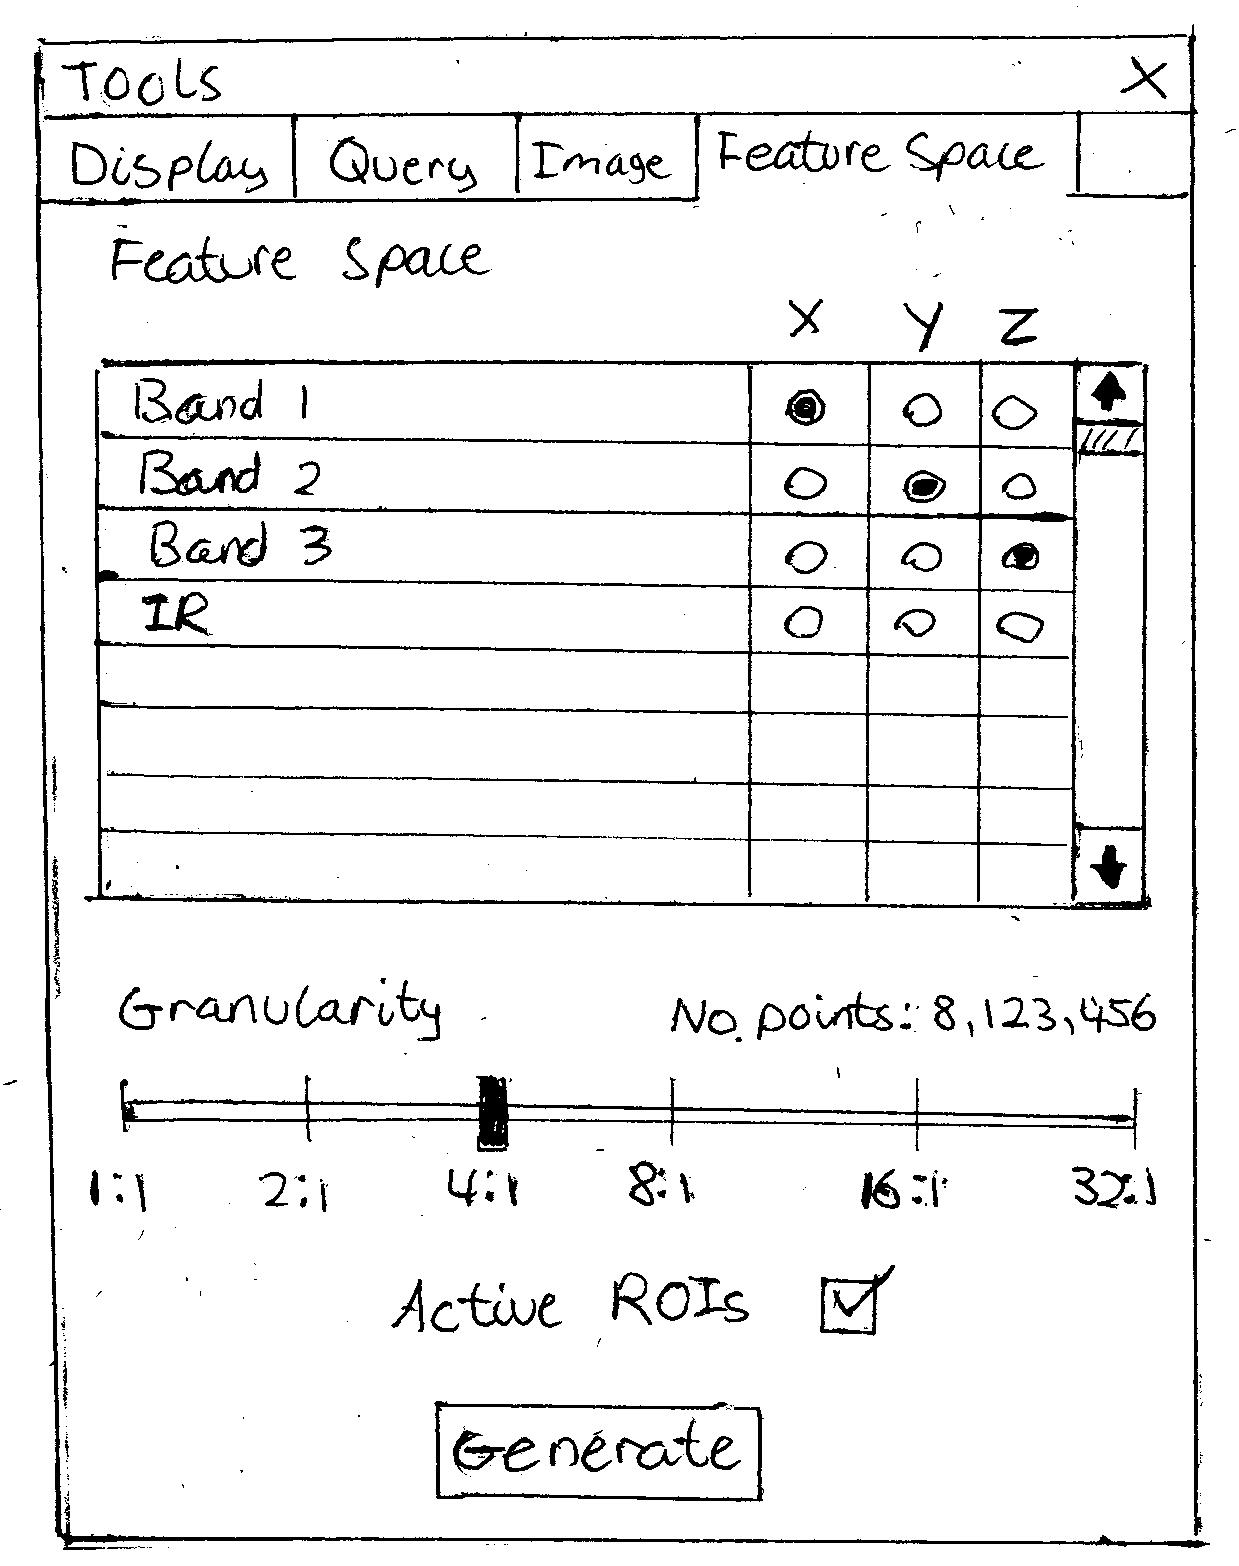 Tools X
Display Query Image Feature Space
Feature Space
X Y Z
Band 1
Band 2
Band 3
IR
Granularity No. points: 8,123,456
1:1 2:1 4:1 8:1 16:1 32:1
Active ROIs
Generate